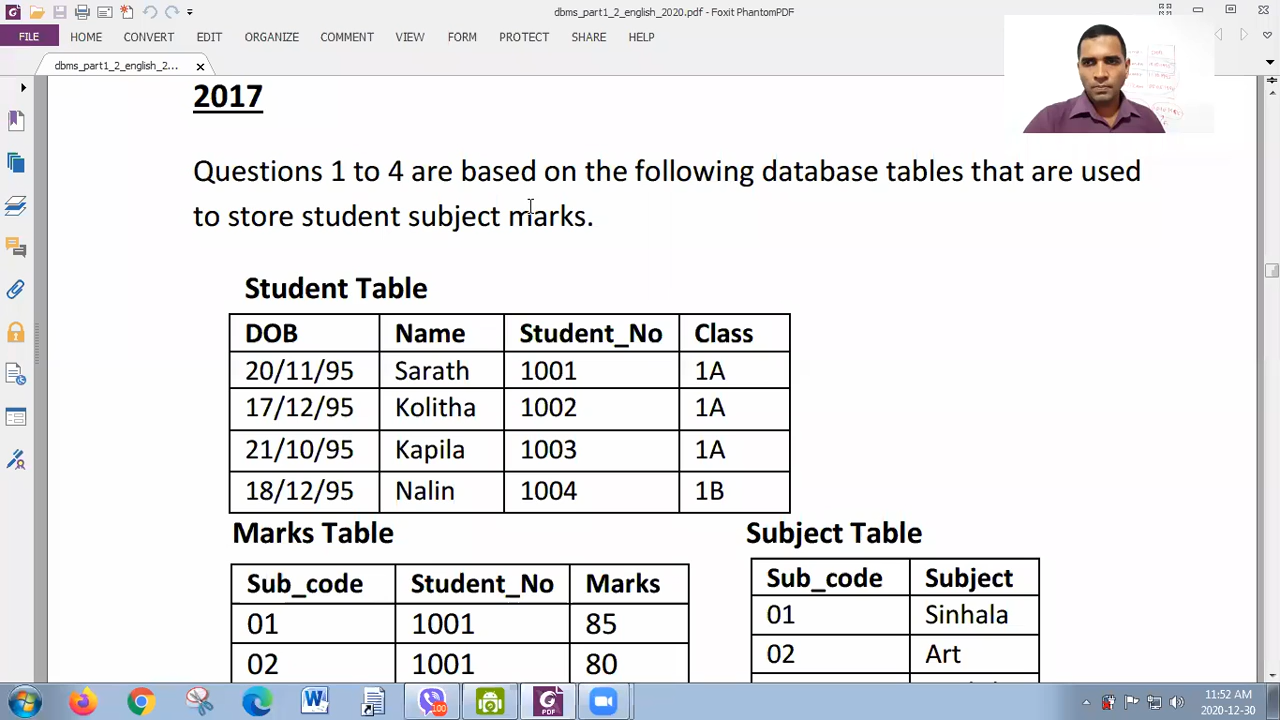 dbms_part1_2_english_2020.pdf - Foxit PhantomPDF
FILE HOME CONVERT EDIT ORGANIZE COMMENT VIEW FORM PROTECT SHARE HELP
dbms_part1_2_english_2...
2017
Questions 1 to 4 are based on the following database tables that are used
to store student subject marks.
Student Table
DOB Name Student_No Class
20/11/95 Sarath 1001 1A
17/12/95 Kolitha 1002 1A
21/10/95 Kapila 1003 1A
18/12/95 Nalin 1004 1B
Marks Table
Sub_code Student_No Marks
01 1001 85
02 1001 80
Subject Table
Sub_code Subject
01 Sinhala
02 Art
100
PDF
11:52 AM
2020-12-30